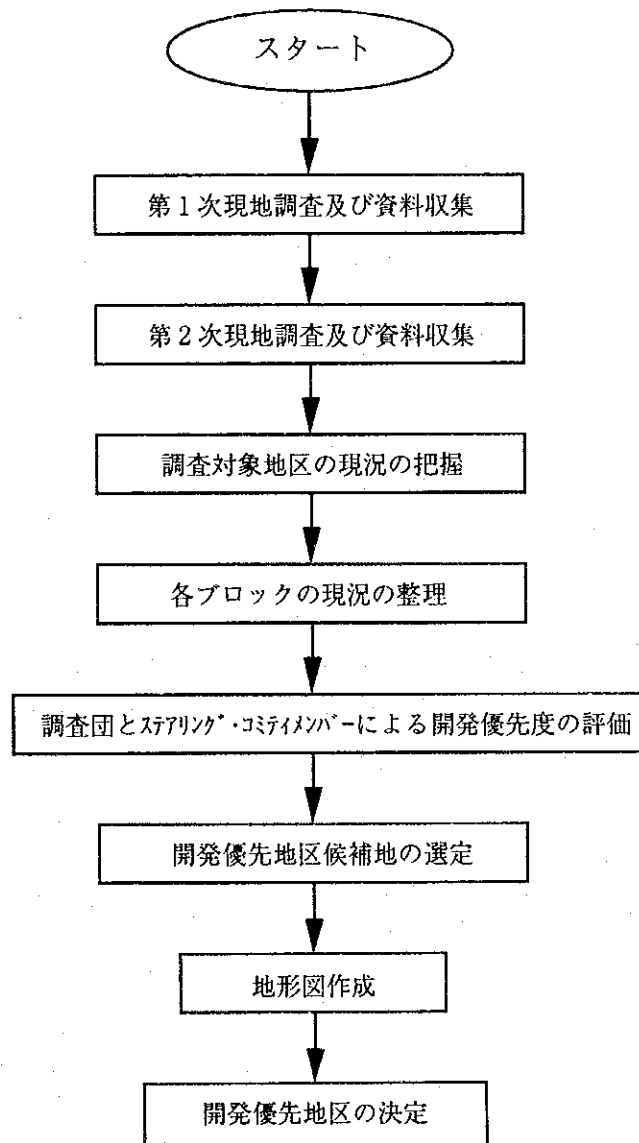 スタート
第１次現地調査及び資料収集
第２次現地調査及び資料収集
調査対象地区の現況の把握
各ブロックの現況の整理
調査団とｽﾃｱﾘﾝｸﾞ･ｺﾐﾃｨﾒﾝﾊﾞｰによる開発優先度の評価
開発優先地区候補地の選定
地形図作成
開発優先地区の決定